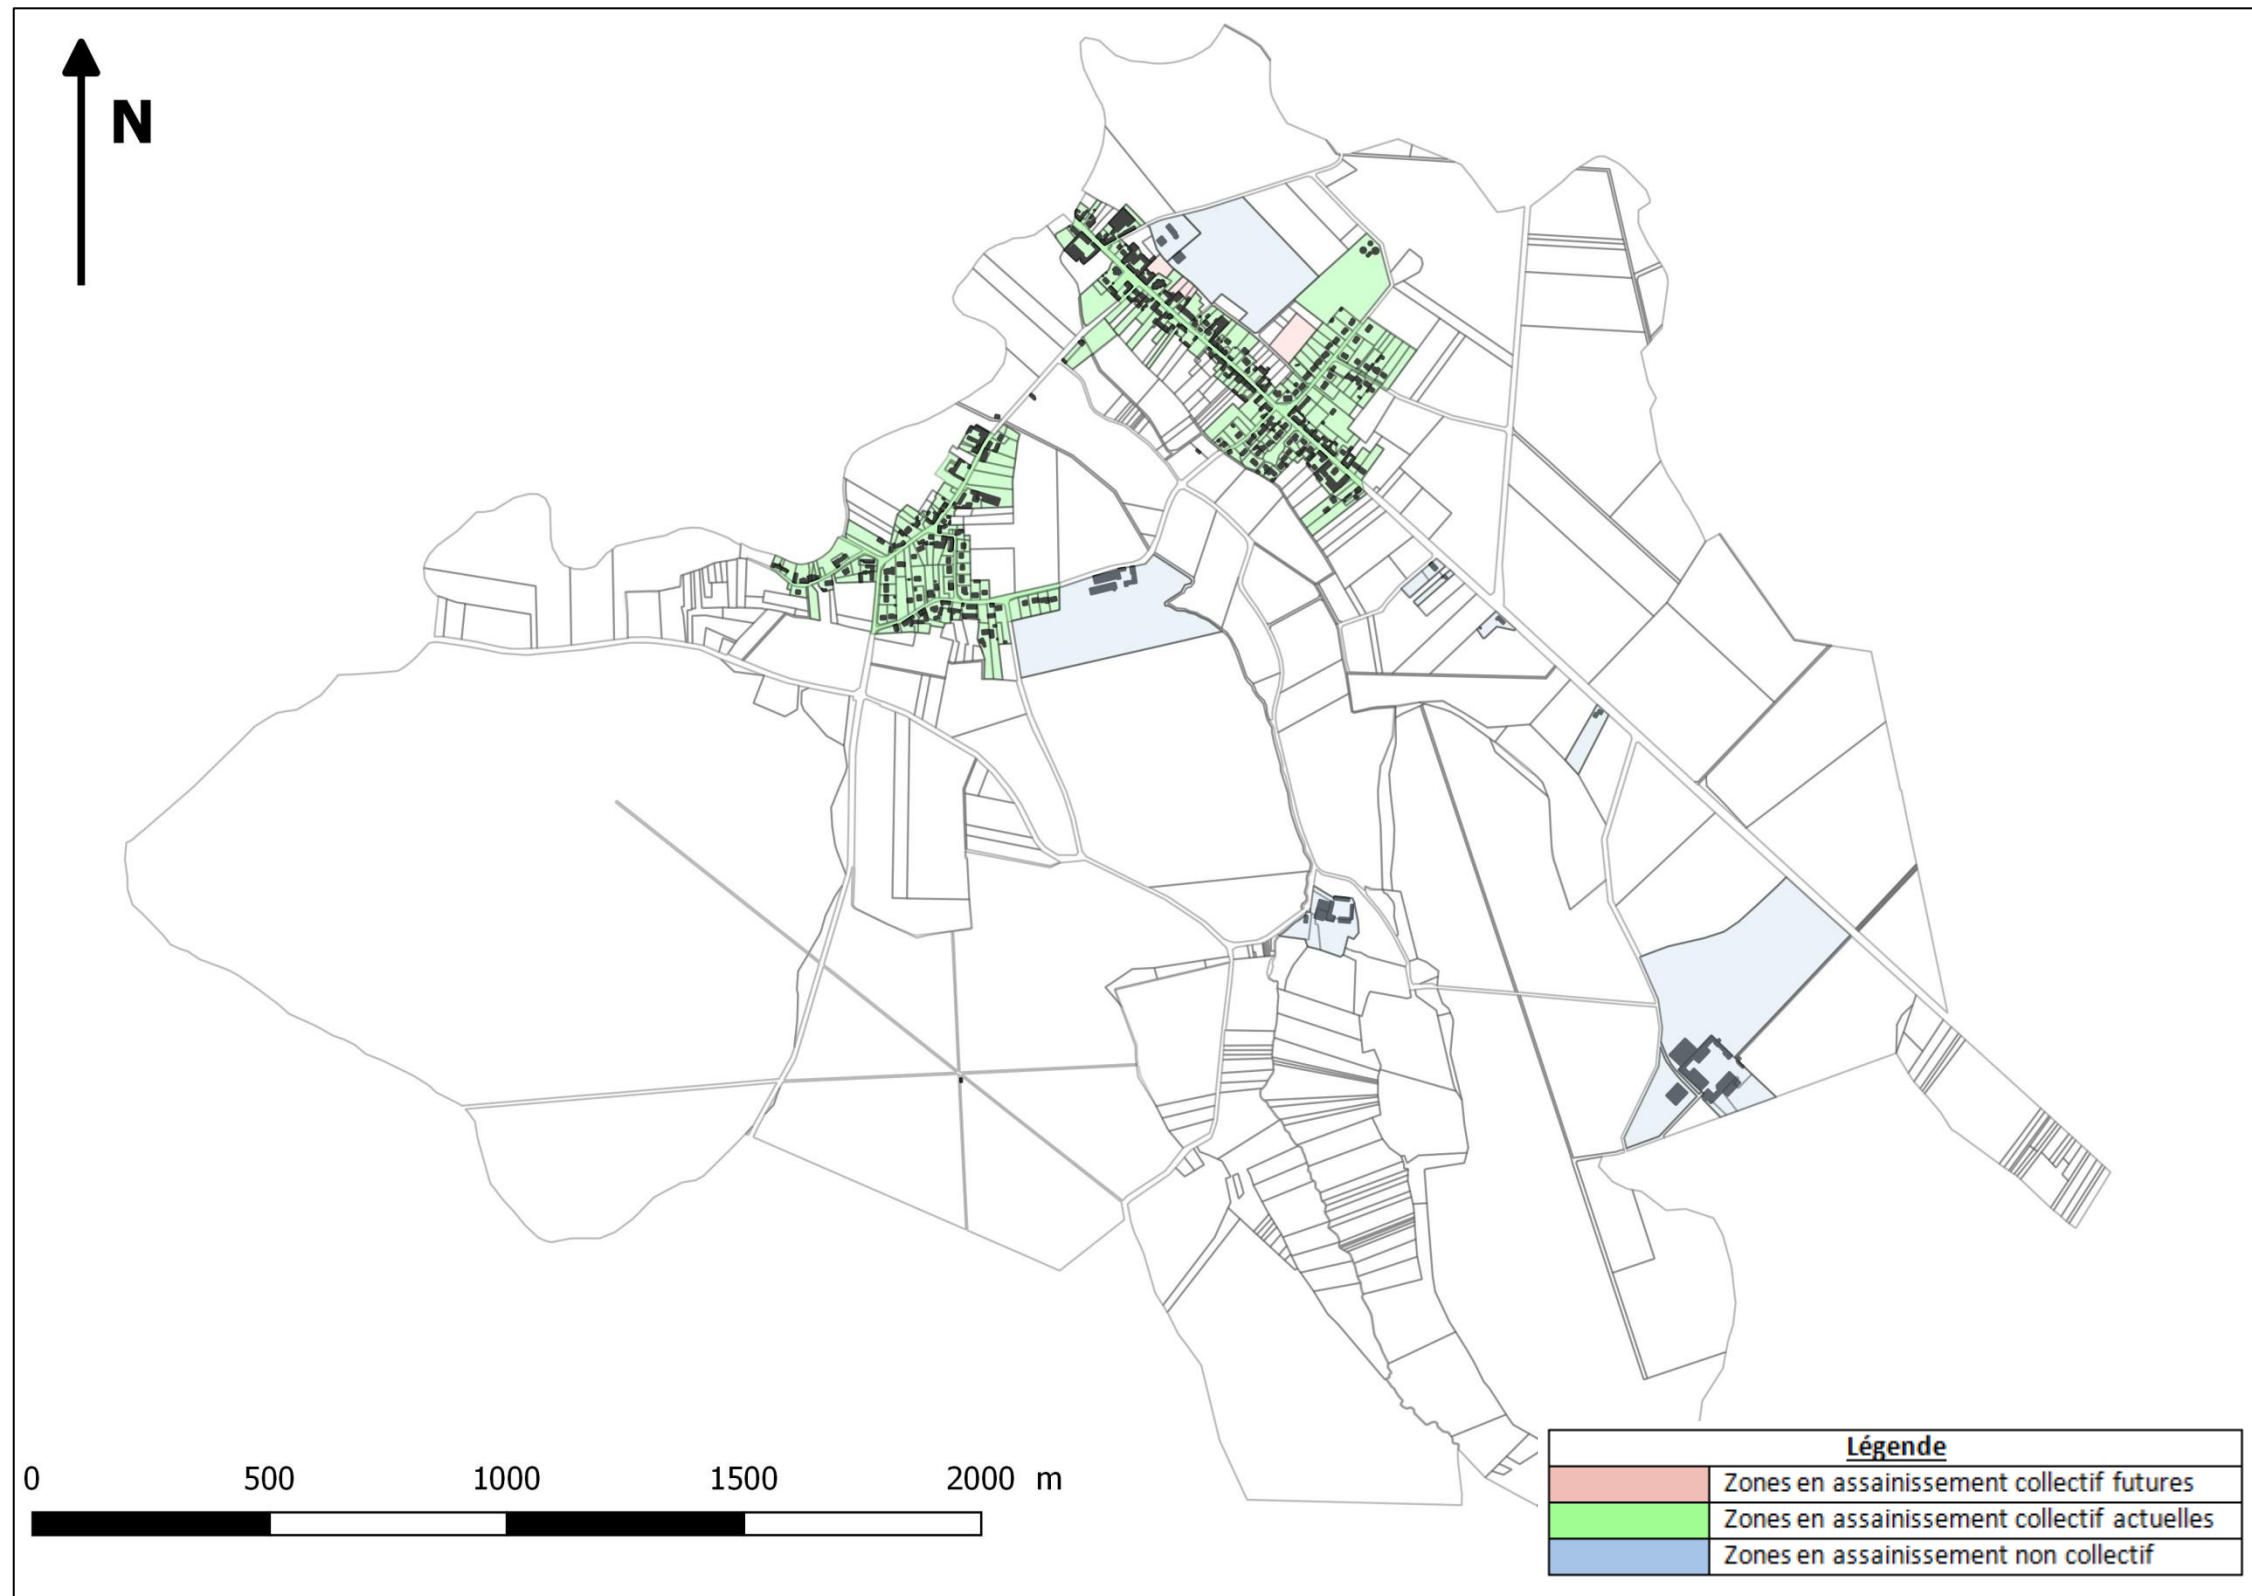 N
0 500 1000 1500 2000 m
Légende
Zones en assainissement collectif futures
Zones en assainissement collectif actuelles
Zones en assainissement non collectif